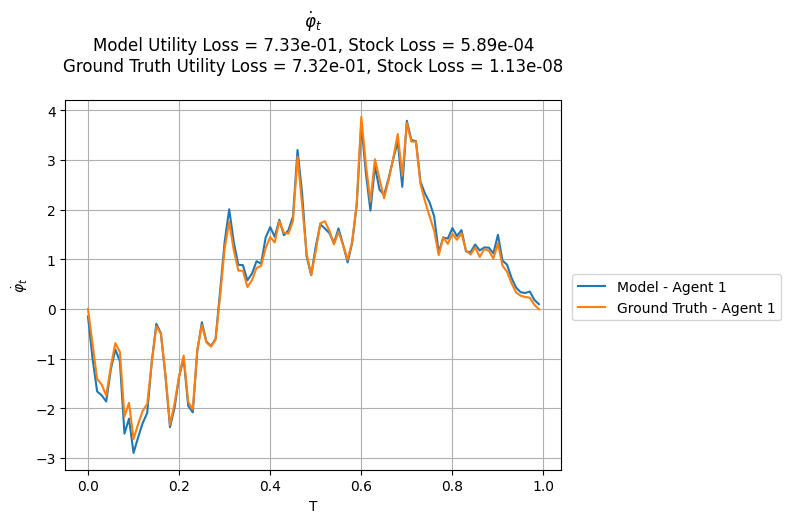 φ̇ₜ
Model Utility Loss = 7.33e-01, Stock Loss = 5.89e-04
Ground Truth Utility Loss = 7.32e-01, Stock Loss = 1.13e-08
4
3
2
1
0
−1
−2
−3
φ̇ₜ
0.0 0.2 0.4 0.6 0.8 1.0
T
Model - Agent 1
Ground Truth - Agent 1